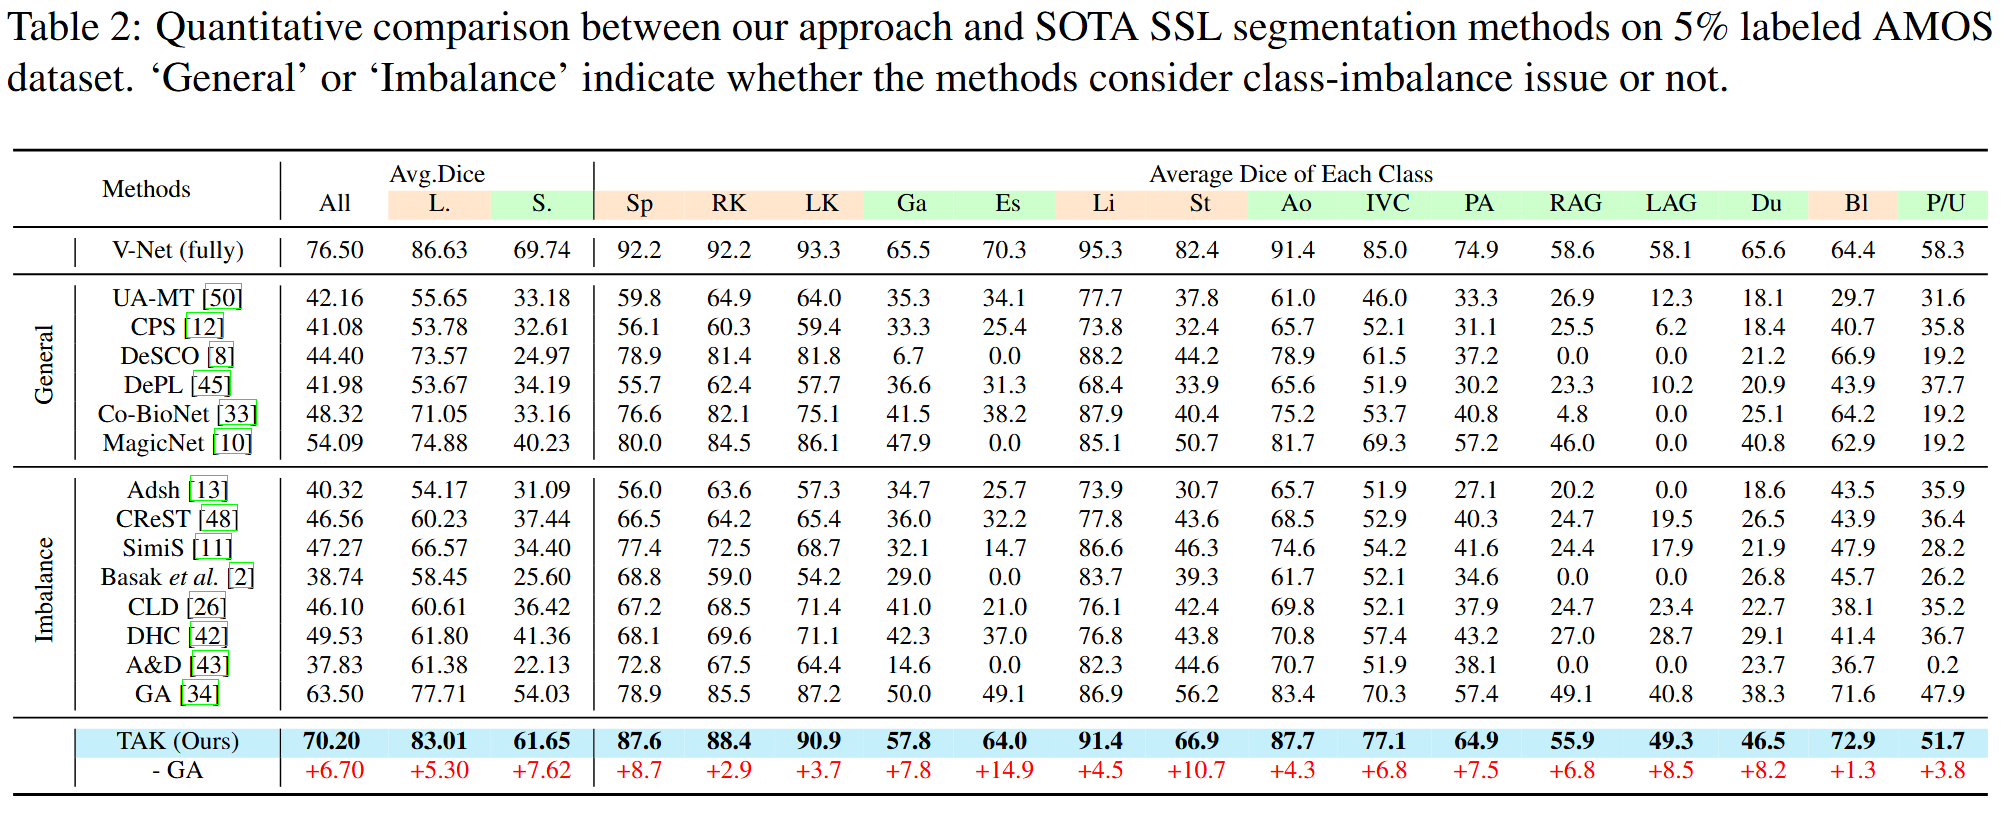 Table 2: Quantitative comparison between our approach and SOTA SSL segmentation methods on 5% labeled AMOS
dataset. ‘General’ or ‘Imbalance’ indicate whether the methods consider class-imbalance issue or not.
Methods Avg.Dice Average Dice of Each Class
All L. S. Sp RK LK Ga Es Li St Ao IVC PA RAG LAG Du Bl P/U
V-Net (fully) 76.50 86.63 69.74 92.2 92.2 93.3 65.5 70.3 95.3 82.4 91.4 85.0 74.9 58.6 58.1 65.6 64.4 58.3
General
UA-MT [50] 42.16 55.65 33.18 59.8 64.9 64.0 35.3 34.1 77.7 37.8 61.0 46.0 33.3 26.9 12.3 18.1 29.7 31.6
CPS [12] 41.08 53.78 32.61 56.1 60.3 59.4 33.3 25.4 73.8 32.4 65.7 52.1 31.1 25.5 6.2 18.4 40.7 35.8
DeSCO [8] 44.40 73.57 24.97 78.9 81.4 81.8 6.7 0.0 88.2 44.2 78.9 61.5 37.2 0.0 0.0 21.2 66.9 19.2
DePL [45] 41.98 53.67 34.19 55.7 62.4 57.7 36.6 31.3 68.4 33.9 65.6 51.9 30.2 23.3 10.2 20.9 43.9 37.7
Co-BioNet [33] 48.32 71.05 33.16 76.6 82.1 75.1 41.5 38.2 87.9 40.4 75.2 53.7 40.8 4.8 0.0 25.1 64.2 19.2
MagicNet [10] 54.09 74.88 40.23 80.0 84.5 86.1 47.9 0.0 85.1 50.7 81.7 69.3 57.2 46.0 0.0 40.8 62.9 19.2
Imbalance
Adsh [13] 40.32 54.17 31.09 56.0 63.6 57.3 34.7 25.7 73.9 30.7 65.7 51.9 27.1 20.2 0.0 18.6 43.5 35.9
CReST [48] 46.56 60.23 37.44 66.5 64.2 65.4 36.0 32.2 77.8 43.6 68.5 52.9 40.3 24.7 19.5 26.5 43.9 36.4
SimiS [11] 47.27 66.57 34.40 77.4 72.5 68.7 32.1 14.7 86.6 46.3 74.6 54.2 41.6 24.4 17.9 21.9 47.9 28.2
Basak et al. [2] 38.74 58.45 25.60 68.8 59.0 54.2 29.0 0.0 83.7 39.3 61.7 52.1 34.6 0.0 0.0 26.8 45.7 26.2
CLD [26] 46.10 60.61 36.42 67.2 68.5 71.4 41.0 21.0 76.1 42.4 69.8 52.1 37.9 24.7 23.4 22.7 38.1 35.2
DHC [42] 49.53 61.80 41.36 68.1 69.6 71.1 42.3 37.0 76.8 43.8 70.8 57.4 43.2 27.0 28.7 29.1 41.4 36.7
A&D [43] 37.83 61.38 22.13 72.8 67.5 64.4 14.6 0.0 82.3 44.6 70.7 51.9 38.1 0.0 0.0 23.7 36.7 0.2
GA [34] 63.50 77.71 54.03 78.9 85.5 87.2 50.0 49.1 86.9 56.2 83.4 70.3 57.4 49.1 40.8 38.3 71.6 47.9
TAK (Ours) 70.20 83.01 61.65 87.6 88.4 90.9 57.8 64.0 91.4 66.9 87.7 77.1 64.9 55.9 49.3 46.5 72.9 51.7
- GA +6.70 +5.30 +7.62 +8.7 +2.9 +3.7 +7.8 +14.9 +4.5 +10.7 +4.3 +6.8 +7.5 +6.8 +8.5 +8.2 +1.3 +3.8